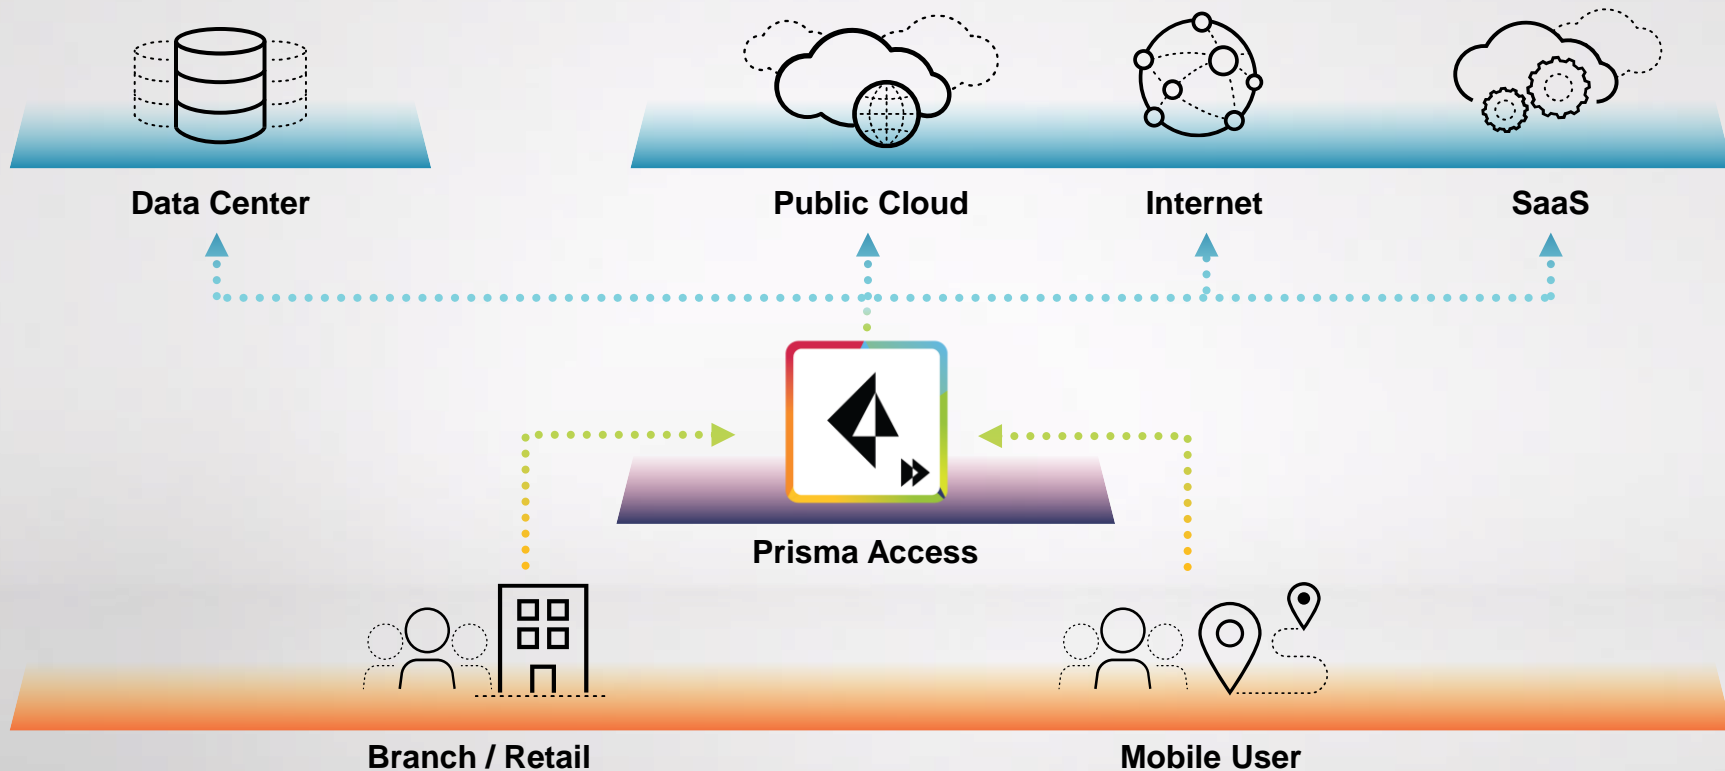 Data Center
Public Cloud
Internet
SaaS
Prisma Access
Branch / Retail
Mobile User